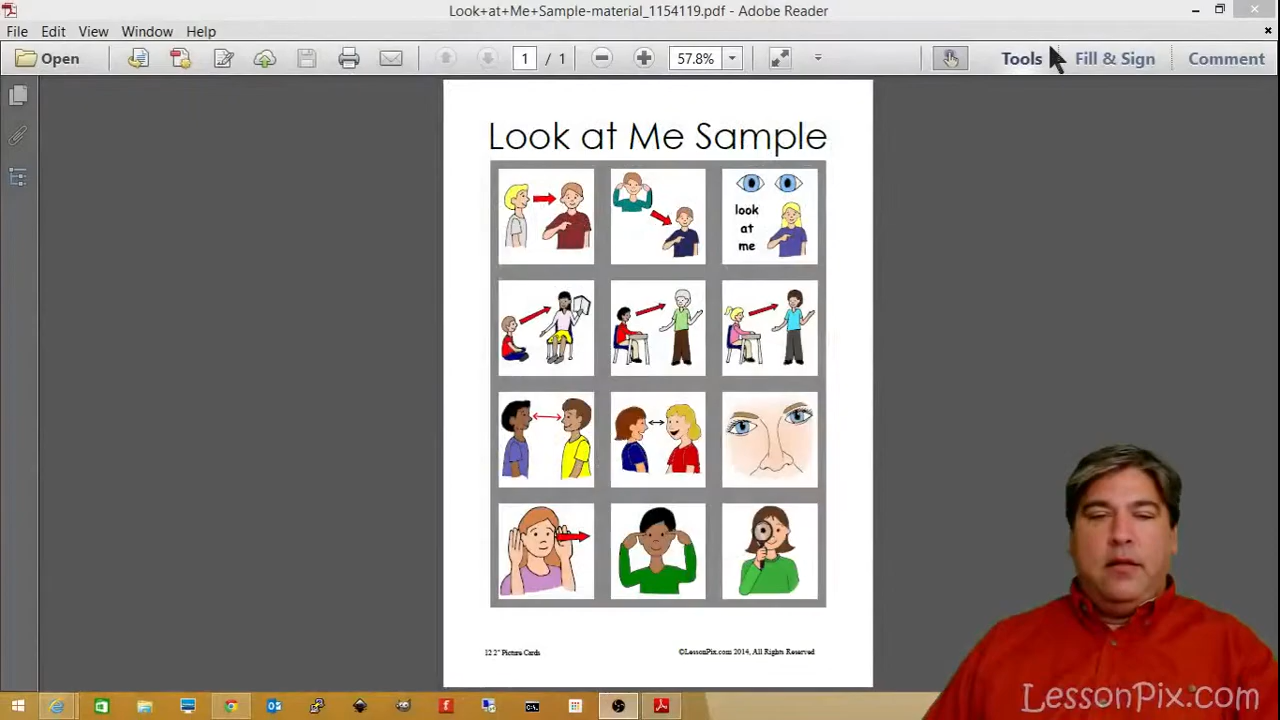 Look+at+Me+Sample-material_1154119.pdf - Adobe Reader
File Edit View Window Help
Open 1 / 1 57.8% Tools Fill & Sign Comment
Look at Me Sample
look
at
me
12 2" Picture Cards ©LessonPix.com 2014, All Rights Reserved
LessonPix.com